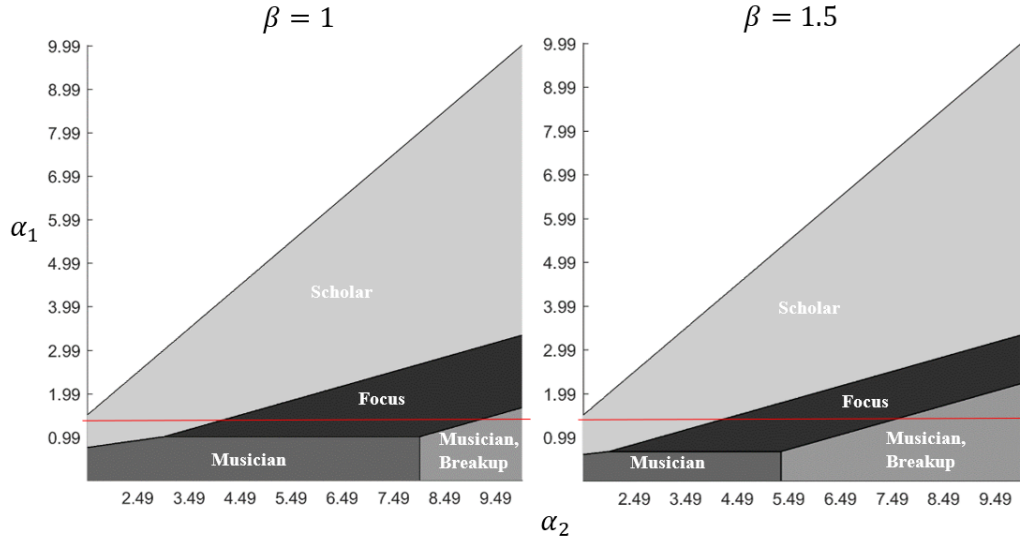 β = 1
β = 1.5
9.99
8.99
7.99
6.99
5.99
4.99
3.99
2.99
1.99
0.99
α₁
Scholar
Focus
Musician
Musician,
Breakup
2.49 3.49 4.49 5.49 6.49 7.49 8.49 9.49
9.99
8.99
7.99
6.99
5.99
4.99
3.99
2.99
1.99
0.99
Scholar
Focus
Musician
Musician,
Breakup
2.49 3.49 4.49 5.49 6.49 7.49 8.49 9.49
α₂